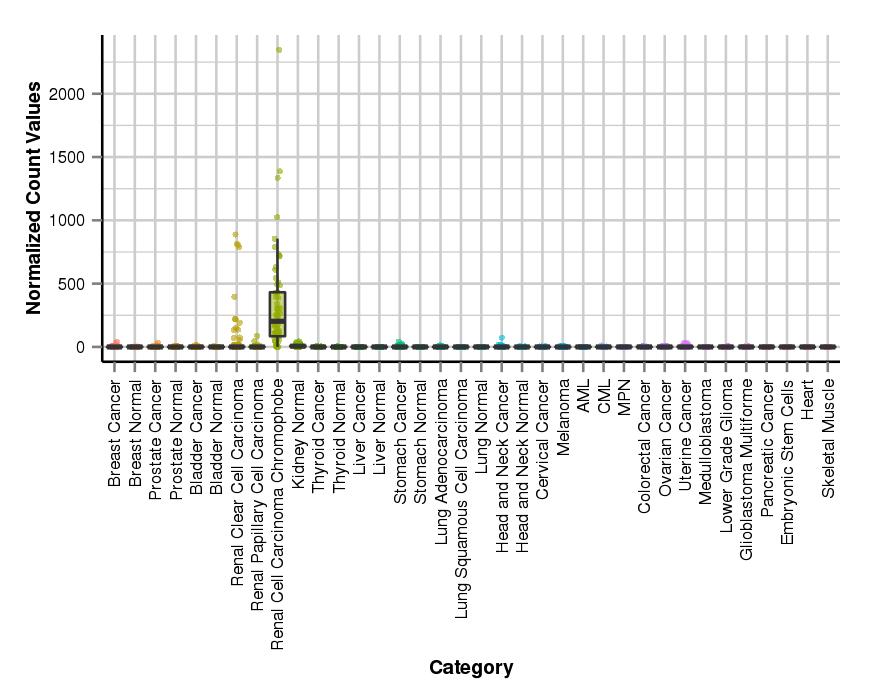 Normalized Count Values
2000
1500
1000
500
0
Breast Cancer
Breast Normal
Prostate Cancer
Prostate Normal
Bladder Cancer
Bladder Normal
Renal Clear Cell Carcinoma
Renal Papillary Cell Carcinoma
Renal Cell Carcinoma Chromophobe
Kidney Normal
Thyroid Cancer
Thyroid Normal
Liver Cancer
Liver Normal
Stomach Cancer
Stomach Normal
Lung Adenocarcinoma
Lung Squamous Cell Carcinoma
Lung Normal
Head and Neck Cancer
Head and Neck Normal
Cervical Cancer
Melanoma
AML
CML
MPN
Colorectal Cancer
Ovarian Cancer
Uterine Cancer
Medulloblastoma
Lower Grade Glioma
Glioblastoma Multiforme
Pancreatic Cancer
Embryonic Stem Cells
Heart
Skeletal Muscle
Category